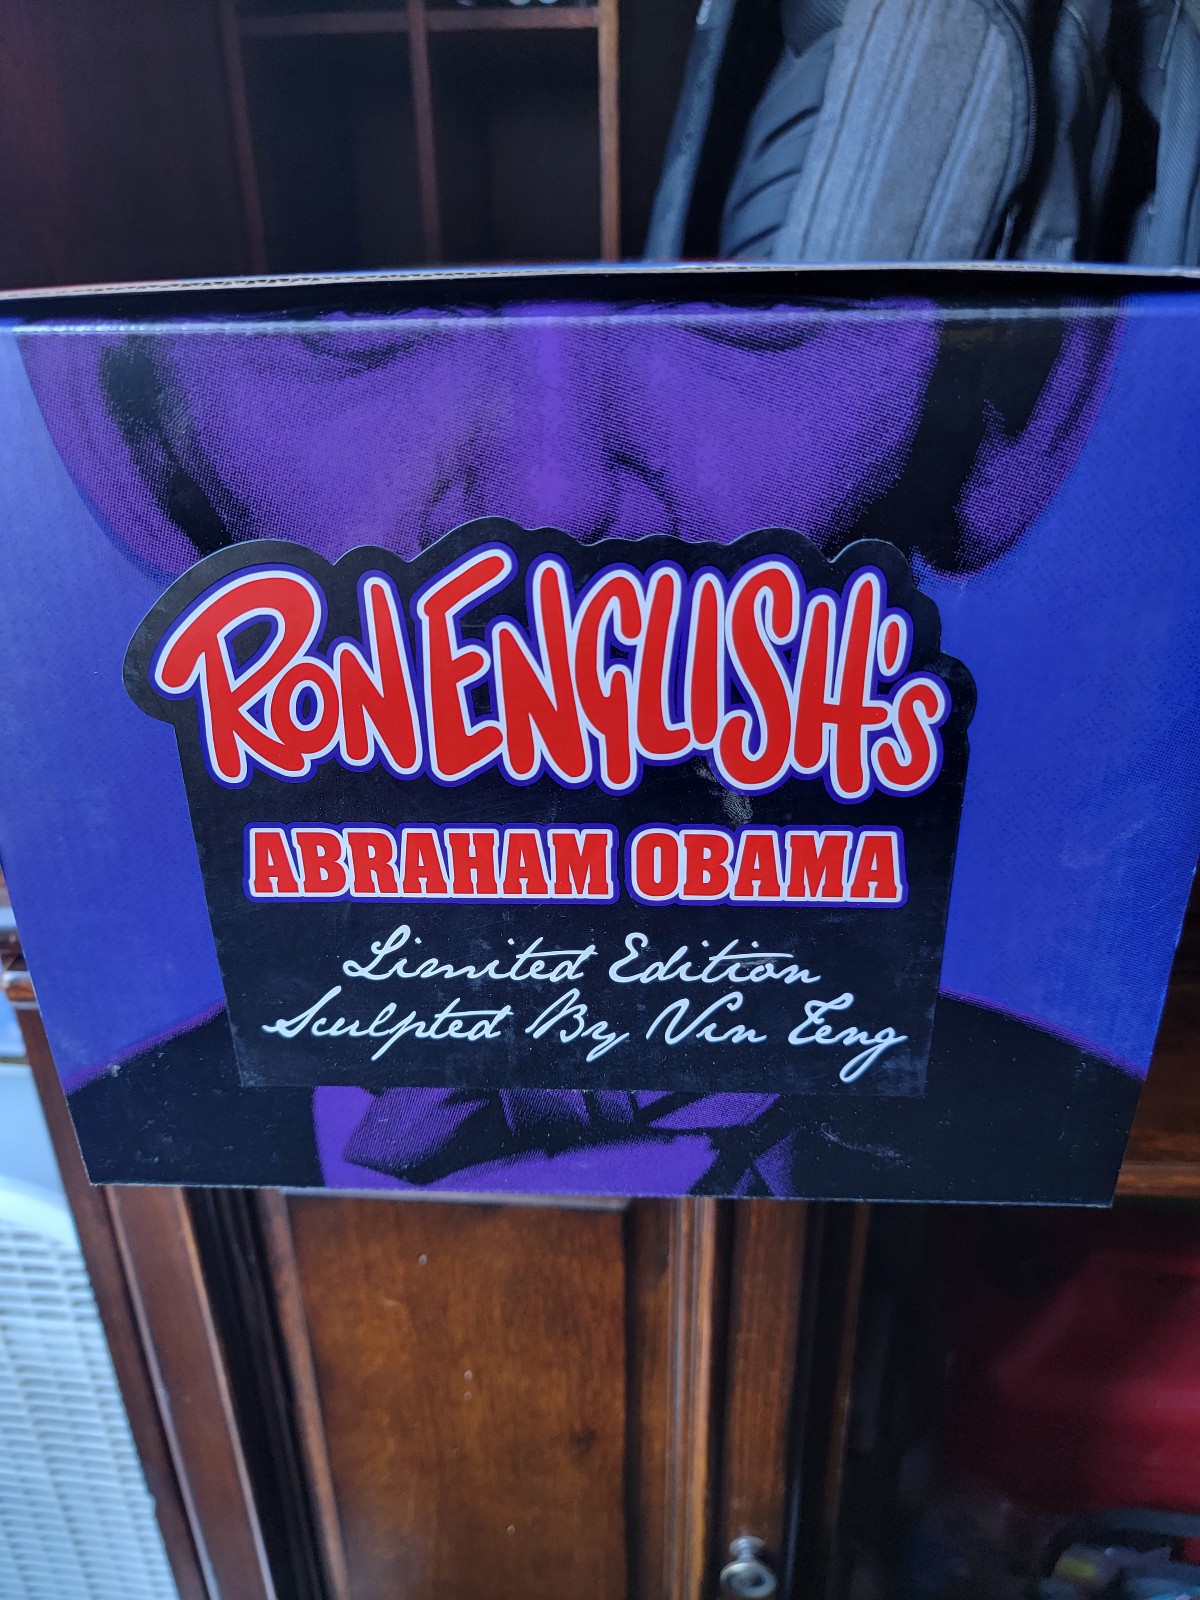 RON ENGLISH'S
ABRAHAM OBAMA
Limited Edition
Sculpted By Vin Teng